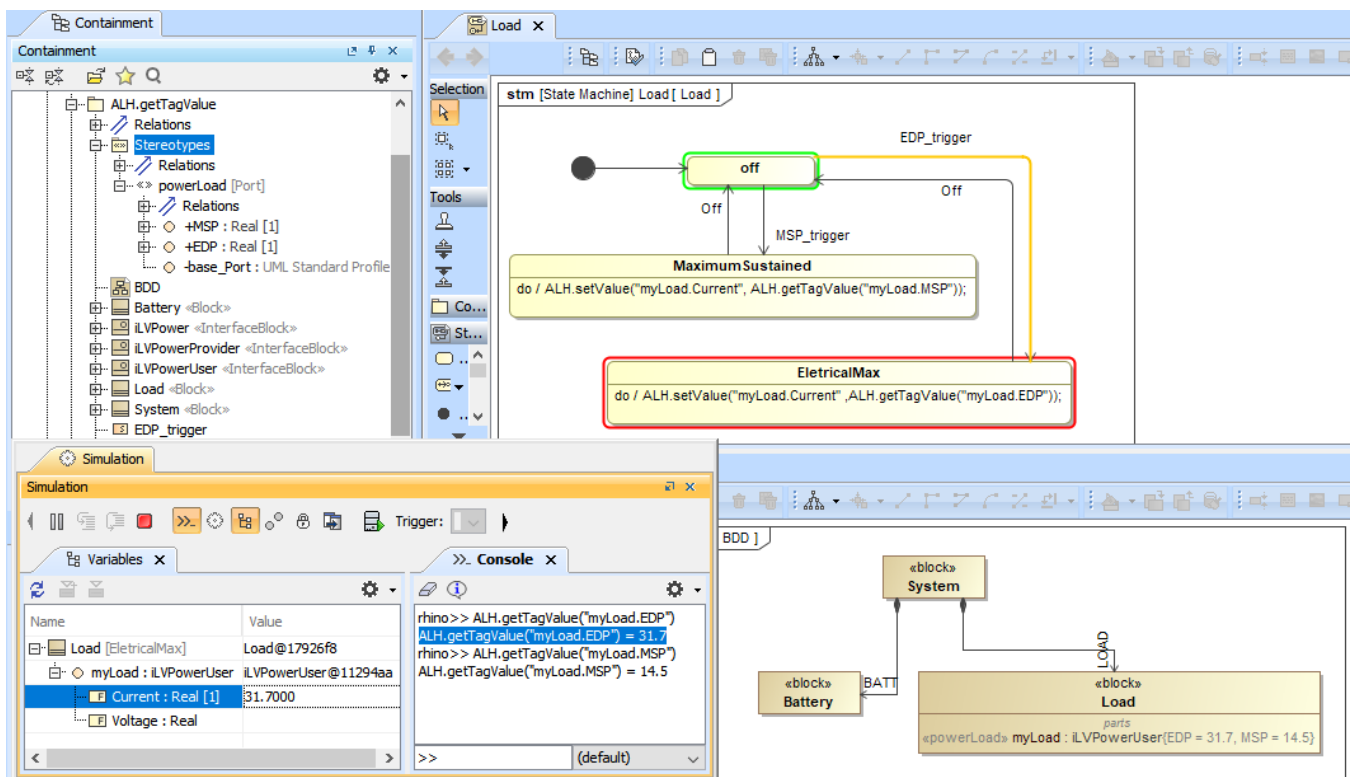 Containment
Containment
ALH.getTagValue
Relations
Stereotypes
Relations
«» powerLoad [Port]
Relations
+MSP : Real [1]
+EDP : Real [1]
-base_Port : UML Standard Profile
BDD
Battery «Block»
iLVPower «InterfaceBlock»
iLVPowerProvider «InterfaceBlock»
iLVPowerUser «InterfaceBlock»
Load «Block»
System «Block»
EDP_trigger
Load
Selection
Tools
Co...
St...
stm [State Machine] Load [ Load ]
EDP_trigger
off
Off
Off
MSP_trigger
MaximumSustained
do / ALH.setValue("myLoad.Current", ALH.getTagValue("myLoad.MSP"));
EletricalMax
do / ALH.setValue("myLoad.Current" ,ALH.getTagValue("myLoad.EDP"));
Simulation
Simulation
Trigger:
Variables
Name Value
Load [EletricalMax] Load@17926f8
myLoad : iLVPowerUser iLVPowerUser@11294aa
Current : Real [1] 31.7000
Voltage : Real
Console
rhino>> ALH.getTagValue("myLoad.EDP")
ALH.getTagValue("myLoad.EDP") = 31.7
rhino>> ALH.getTagValue("myLoad.MSP")
ALH.getTagValue("myLoad.MSP") = 14.5
>> (default)
BDD ]
«block»
System
LOAD
BATT
«block»
Battery
«block»
Load
parts
«powerLoad» myLoad : iLVPowerUser{EDP = 31.7, MSP = 14.5}